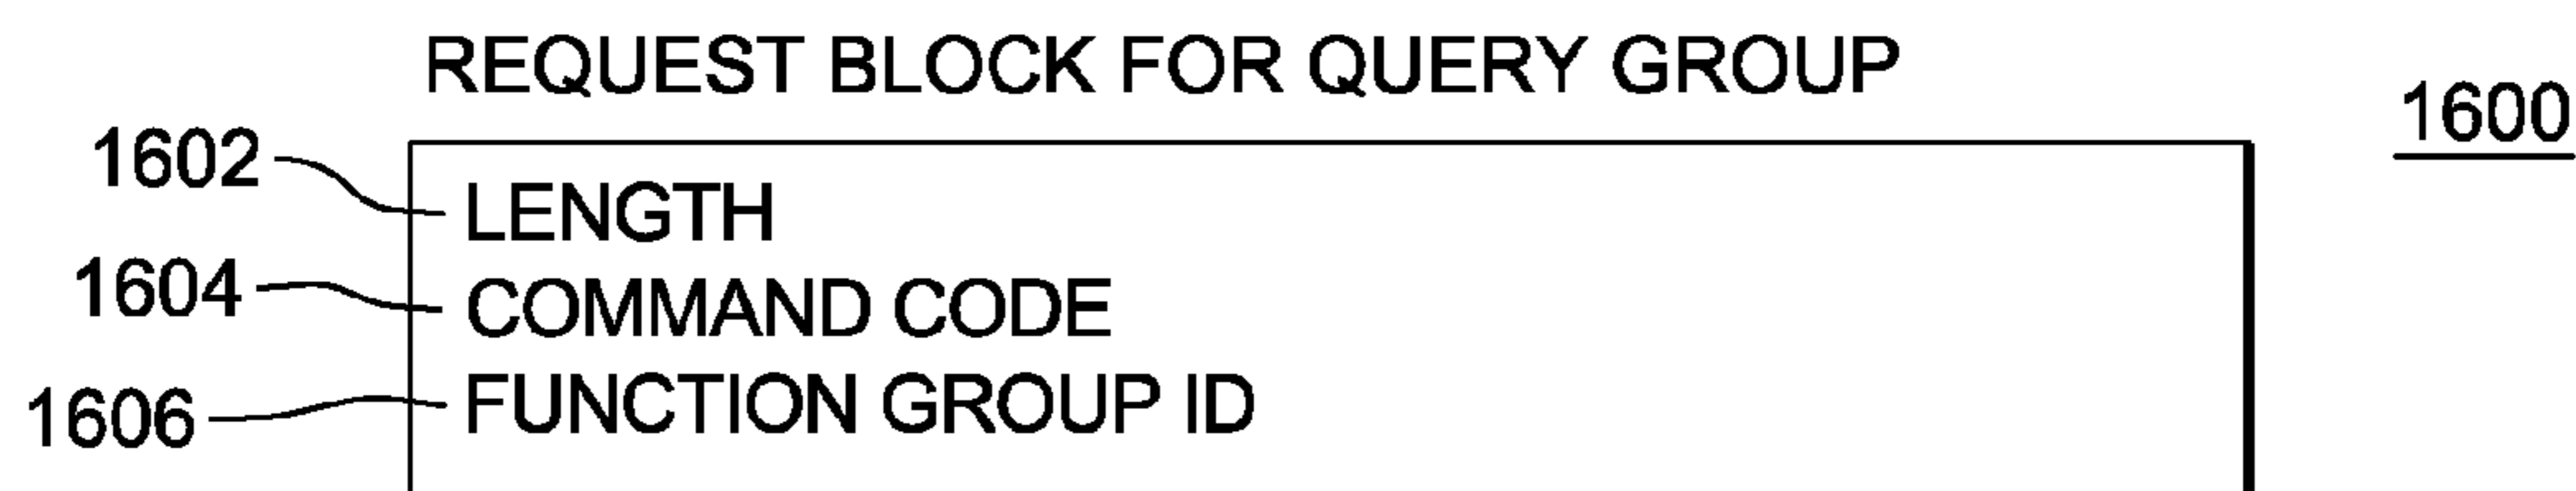 REQUEST BLOCK FOR QUERY GROUP
1600
1602 LENGTH
1604 COMMAND CODE
1606 FUNCTION GROUP ID